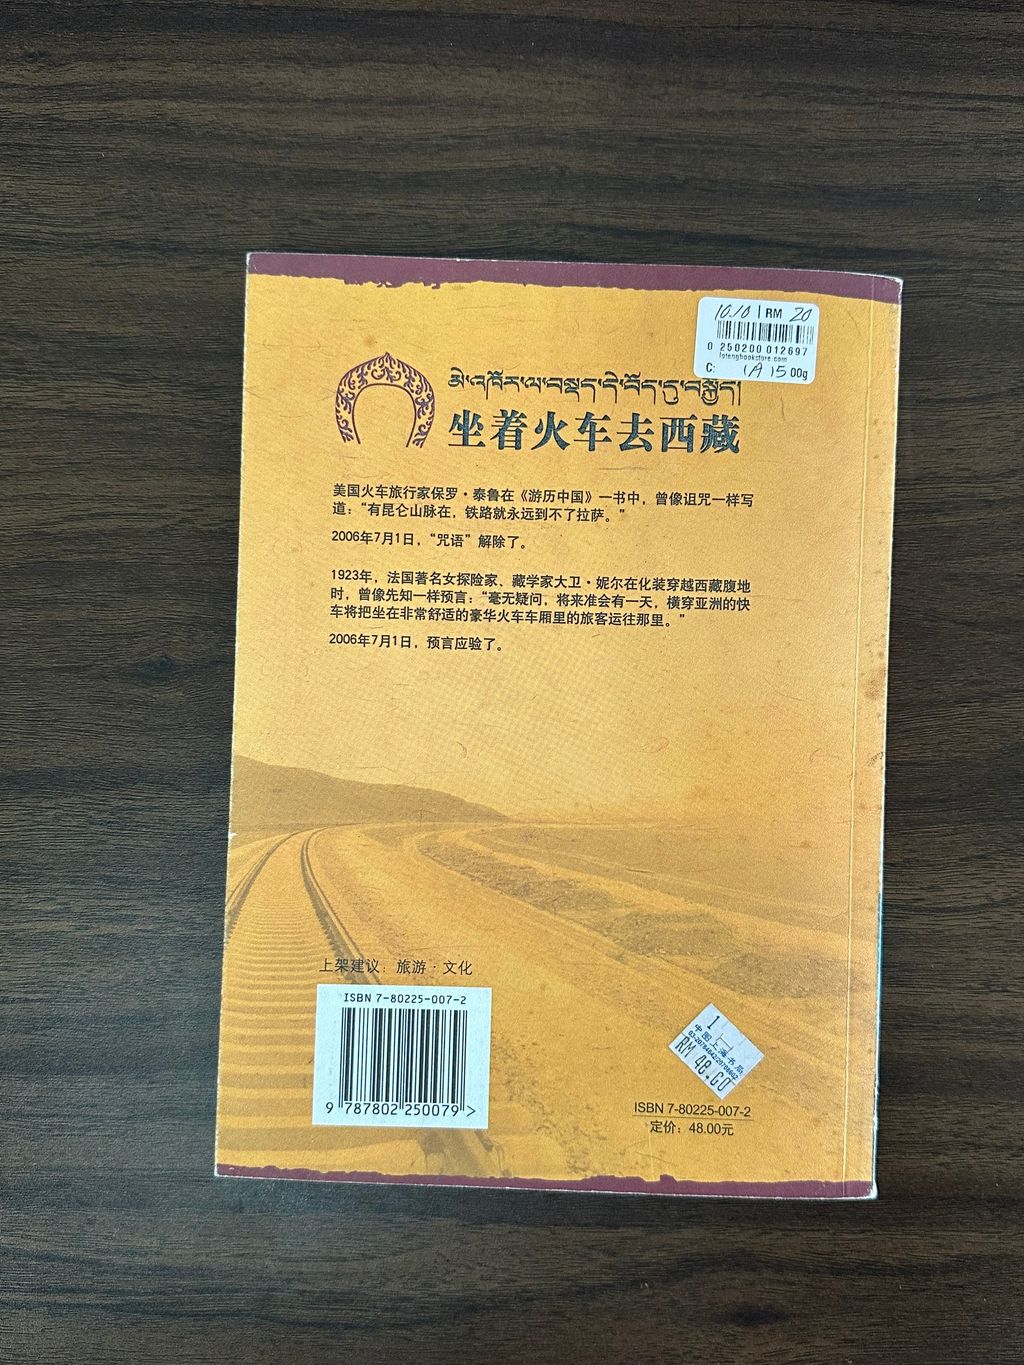 10.10 RM 20
0 250200 012697
lotengbookstore.com
C: 1A 15 00g
མེ་འཁོར་ལ་བསྡད་དེ་བོད་དུ་བསྐྱོད།
坐着火车去西藏
美国火车旅行家保罗·泰鲁在《游历中国》一书中，曾像诅咒一样写
道：“有昆仑山脉在，铁路就永远到不了拉萨。”
2006年7月1日，“咒语”解除了。
1923年，法国著名女探险家、藏学家大卫·妮尔在化装穿越西藏腹地
时，曾像先知一样预言：“毫无疑问，将来准会有一天，横穿亚洲的快
车将把坐在非常舒适的豪华火车车厢里的旅客运往那里。”
2006年7月1日，预言应验了。
上架建议：旅游·文化
ISBN 7-80225-007-2
9 787802 250079 >
1
中国上海书局
RM 48.00
ISBN 7-80225-007-2
定价：48.00元